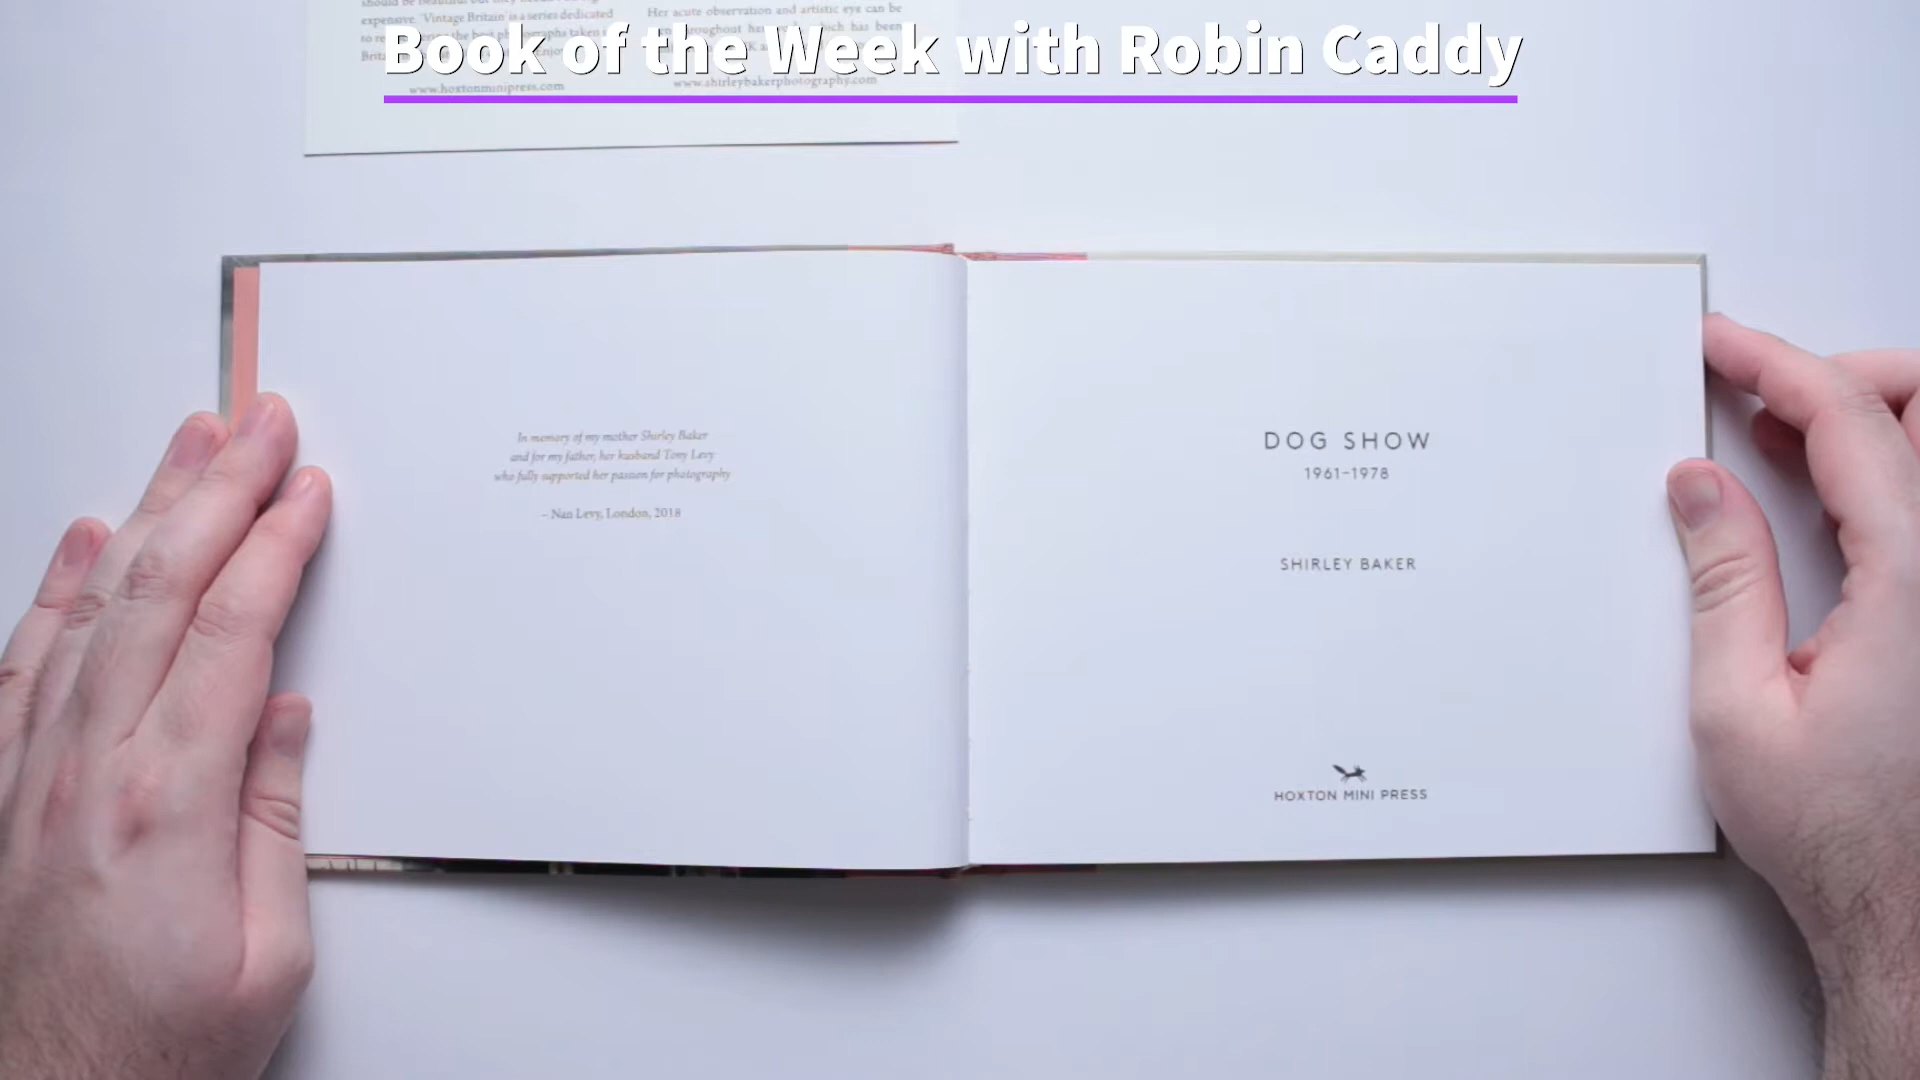 Book of the Week with Robin Caddy
expensive. 'Vintage Britain' is a series dedicated
www.hoxtonminipress.com
Her acute observation and artistic eye can be
www.shirleybakerphotography.com
In memory of my mother Shirley Baker
and for my father, her husband Tony Levy
who fully supported her passion for photography
– Nan Levy, London, 2018
DOG SHOW
1961–1978
SHIRLEY BAKER
HOXTON MINI PRESS